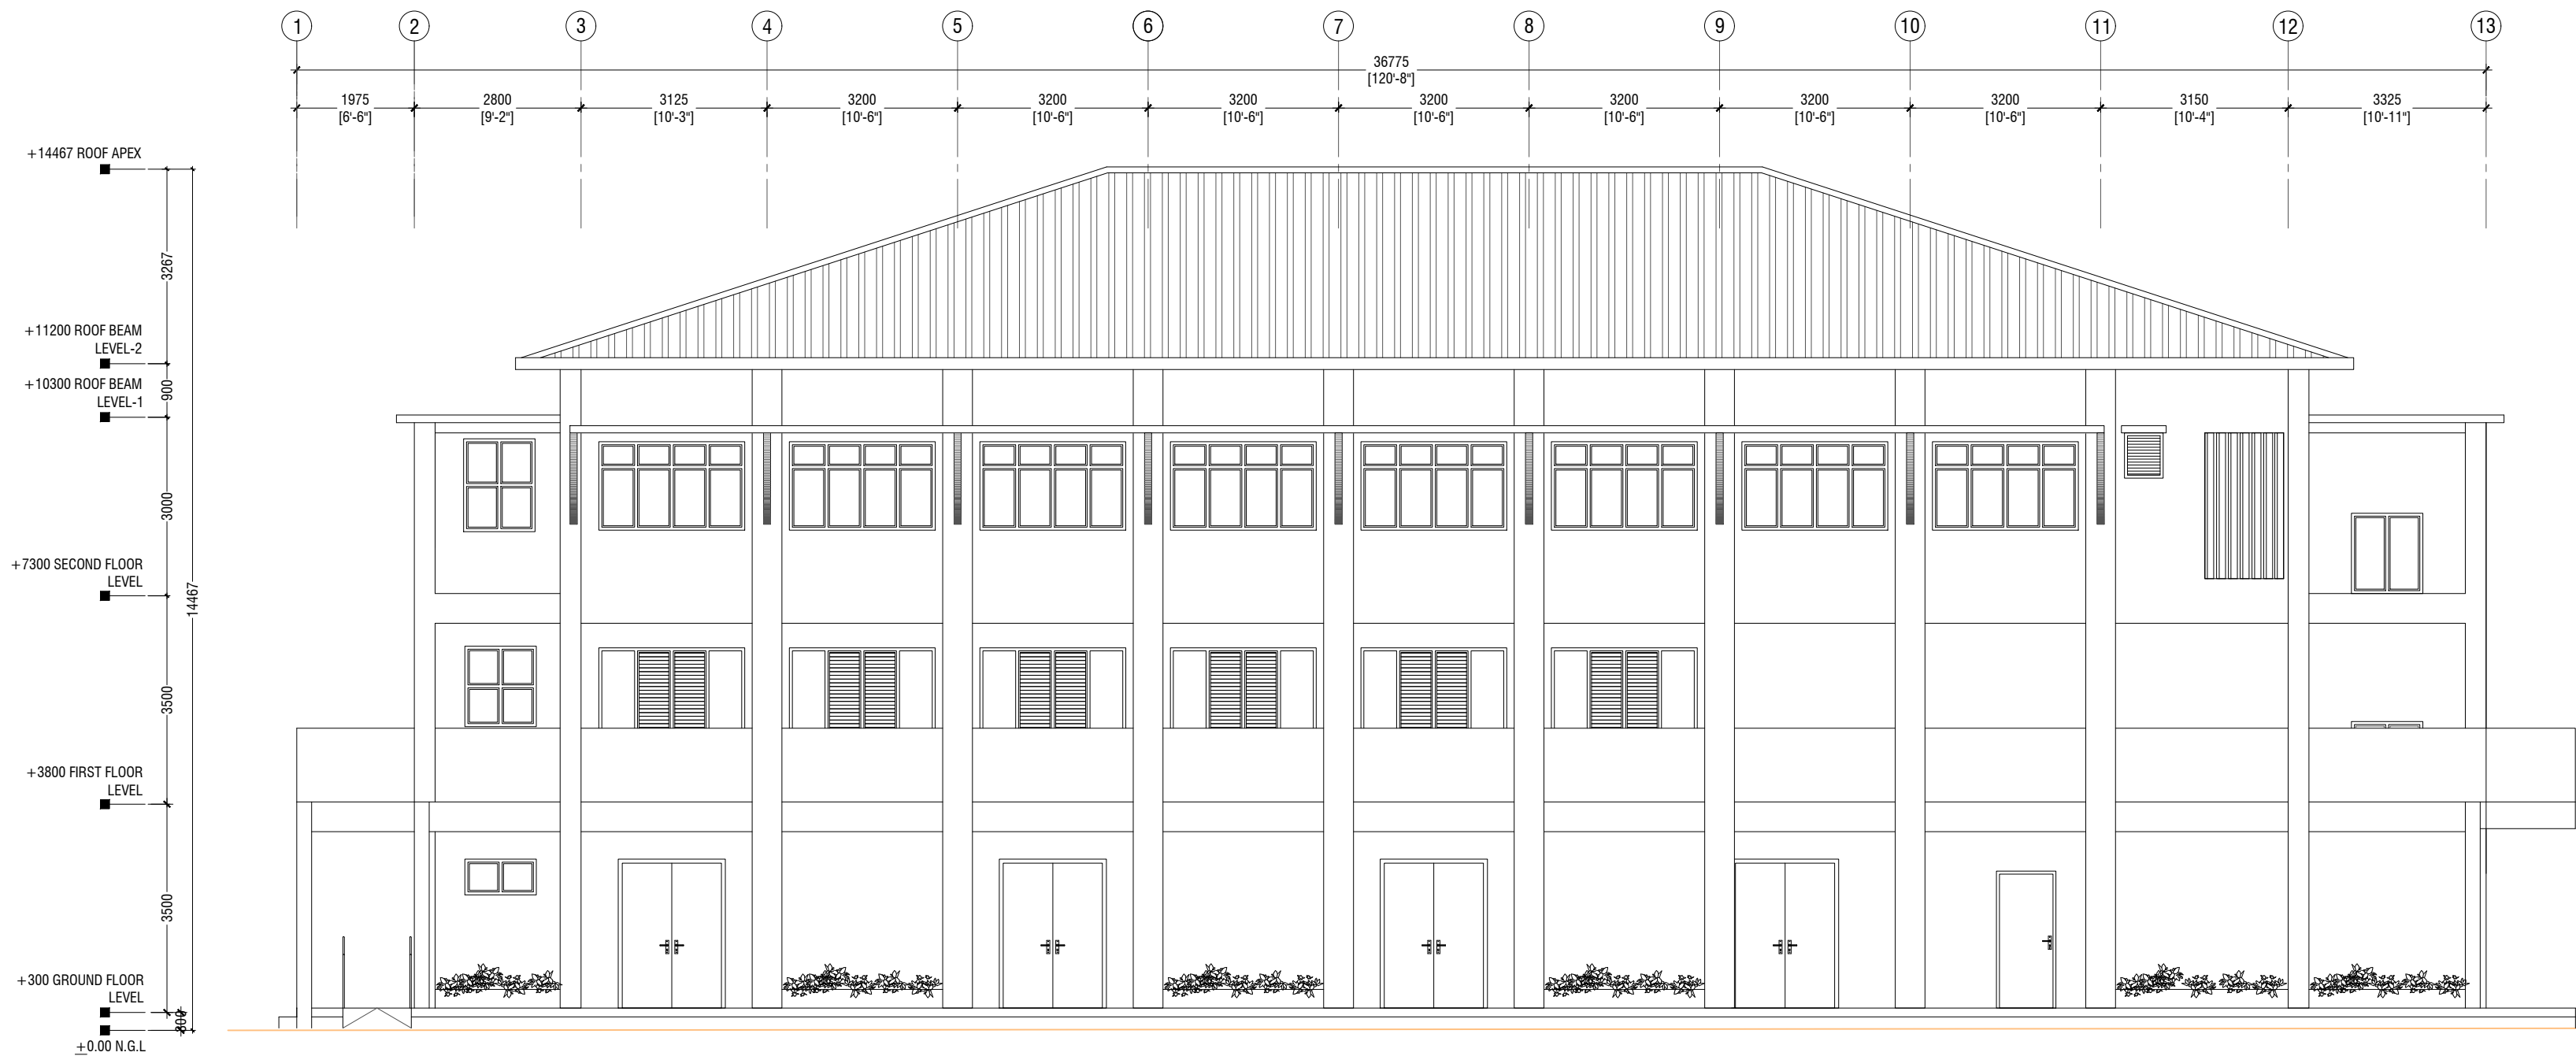 1 2 3 4 5 6 7 8 9 10 11 12 13
36775
[120'-8"]
1975 2800 3125 3200 3200 3200 3200 3200 3200 3200 3150 3325
[6'-6"] [9'-2"] [10'-3"] [10'-6"] [10'-6"] [10'-6"] [10'-6"] [10'-6"] [10'-6"] [10'-6"] [10'-4"] [10'-11"]
+14467 ROOF APEX
3267
+11200 ROOF BEAM
LEVEL-2
900
+10300 ROOF BEAM
LEVEL-1
3000
+7300 SECOND FLOOR
LEVEL
14467
3500
+3800 FIRST FLOOR
LEVEL
3500
+300 GROUND FLOOR
LEVEL
300
±0.00 N.G.L